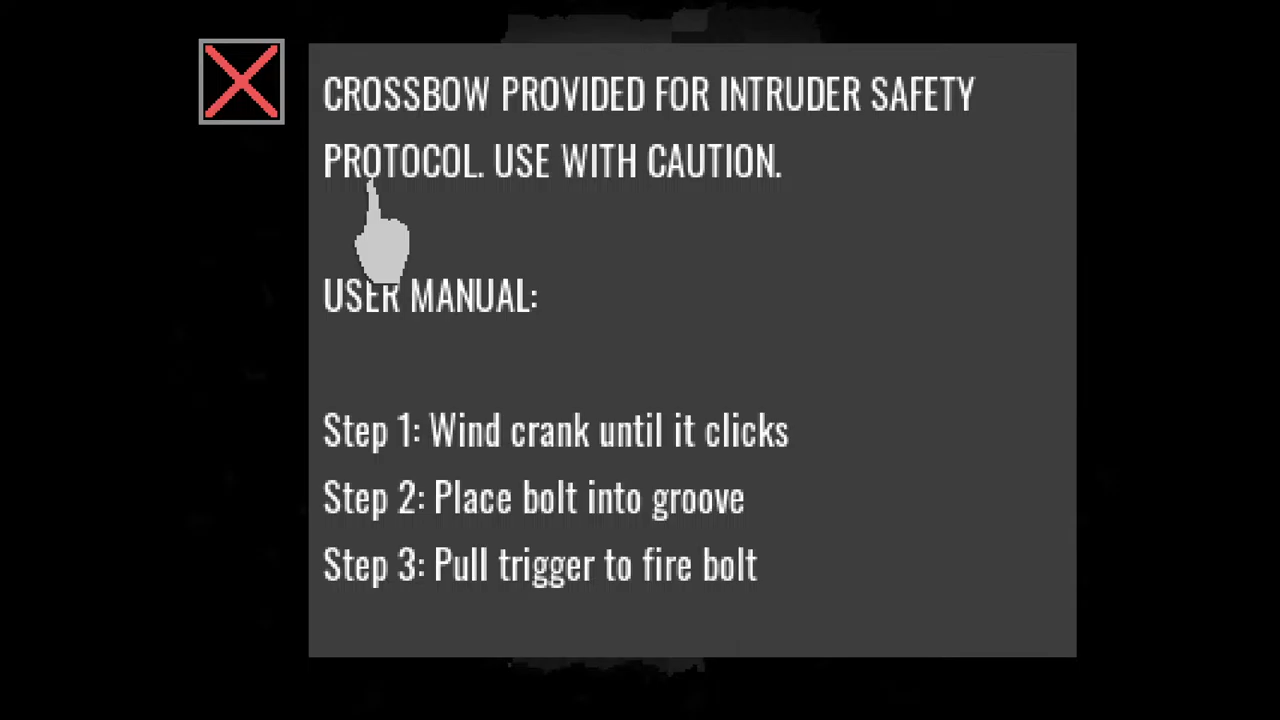 CROSSBOW PROVIDED FOR INTRUDER SAFETY
PROTOCOL. USE WITH CAUTION.
USER MANUAL:
Step 1: Wind crank until it clicks
Step 2: Place bolt into groove
Step 3: Pull trigger to fire bolt